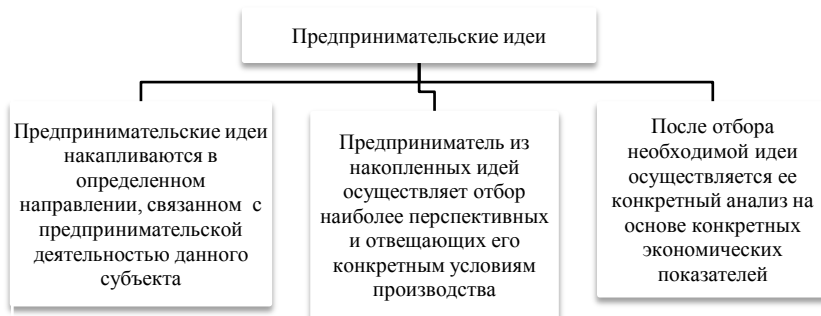 Предпринимательские идеи
Предпринимательские идеи
накапливаются в
определенном
направлении, связанном с
предпринимательской
деятельностью данного
субъекта
Предприниматель из
накопленных идей
осуществляет отбор
наиболее перспективных
и отвещающих его
конкретным условиям
производства
После отбора
необходимой идеи
осуществляется ее
конкретный анализ на
основе конкретных
экономических
показателей